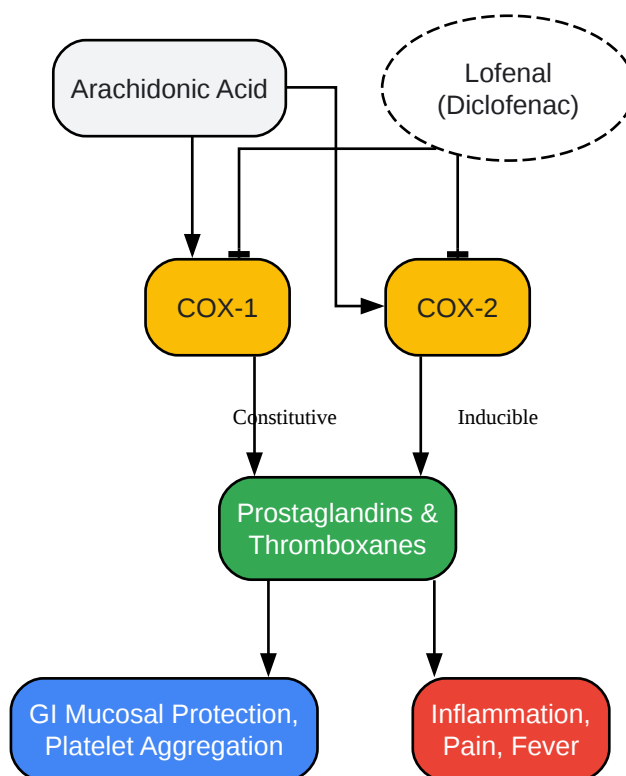 Arachidonic Acid
Lofenal
(Diclofenac)
COX-1
COX-2
Constitutive
Inducible
Prostaglandins &
Thromboxanes
GI Mucosal Protection,
Platelet Aggregation
Inflammation,
Pain, Fever